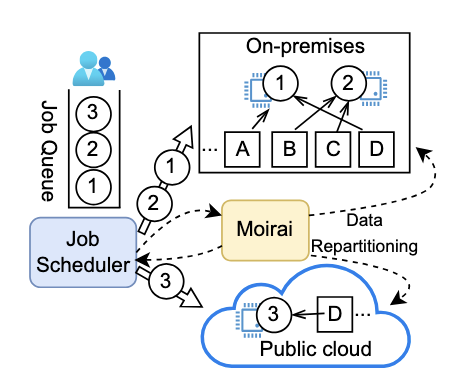 On-premises
1
2
... A B C D
Job Queue
3
2
1
1
2
Job
Scheduler
Moirai
Data
Repartitioning
3
3
D ...
Public cloud